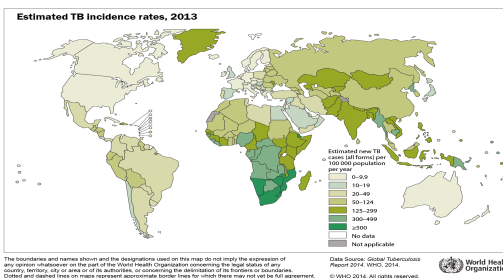 Estimated TB incidence rates, 2013
Estimated new TB
cases (all forms) per
100 000 population
per year
0–9.9
10–19
20–49
50–124
125–299
300–499
≥500
No data
Not applicable
The boundaries and names shown and the designations used on this map do not imply the expression of
any opinion whatsoever on the part of the World Health Organization concerning the legal status of any
country, territory, city or area or of its authorities, or concerning the delimitation of its frontiers or boundaries.
Dotted and dashed lines on maps represent approximate border lines for which there may not yet be full agreement.
Data Source: Global Tuberculosis
Report 2014. WHO, 2014.
© WHO 2014. All rights reserved.
World Hea
Organizatio